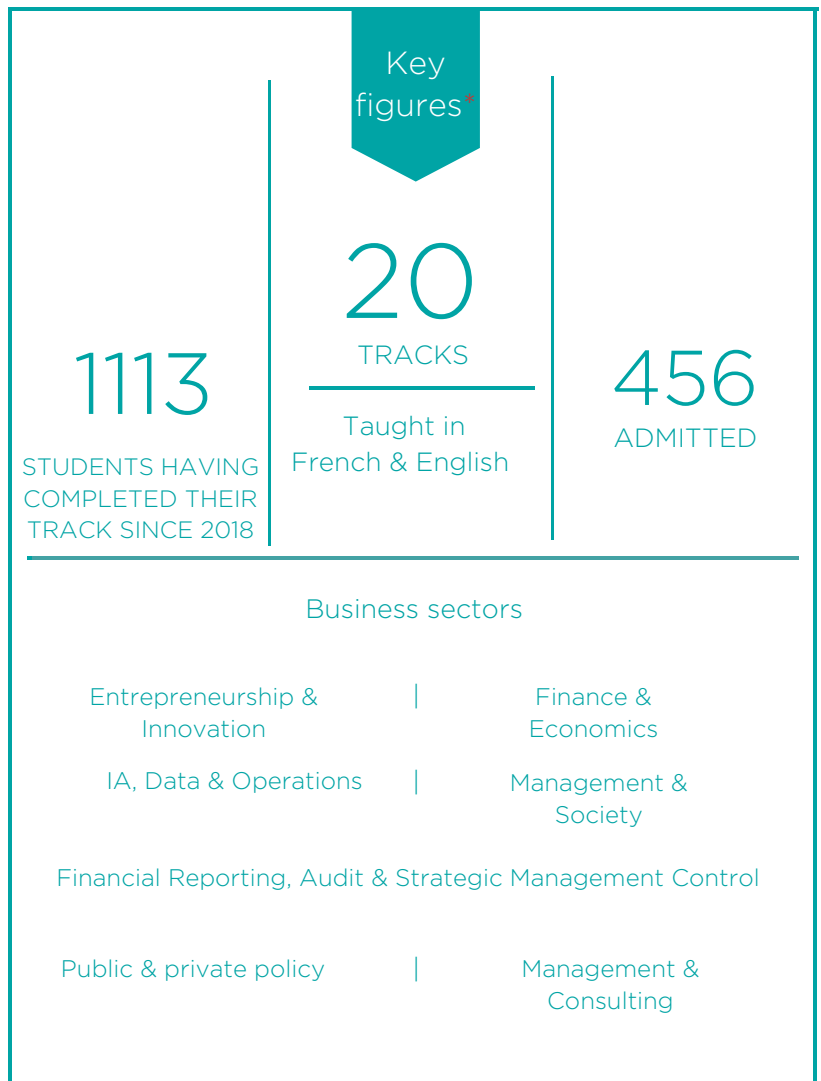 Key
figures*
20
TRACKS
Taught in
French & English
1113
STUDENTS HAVING
COMPLETED THEIR
TRACK SINCE 2018
456
ADMITTED
Business sectors
Entrepreneurship &
Innovation
|
Finance &
Economics
IA, Data & Operations
|
Management &
Society
Financial Reporting, Audit & Strategic Management Control
Public & private policy
|
Management &
Consulting